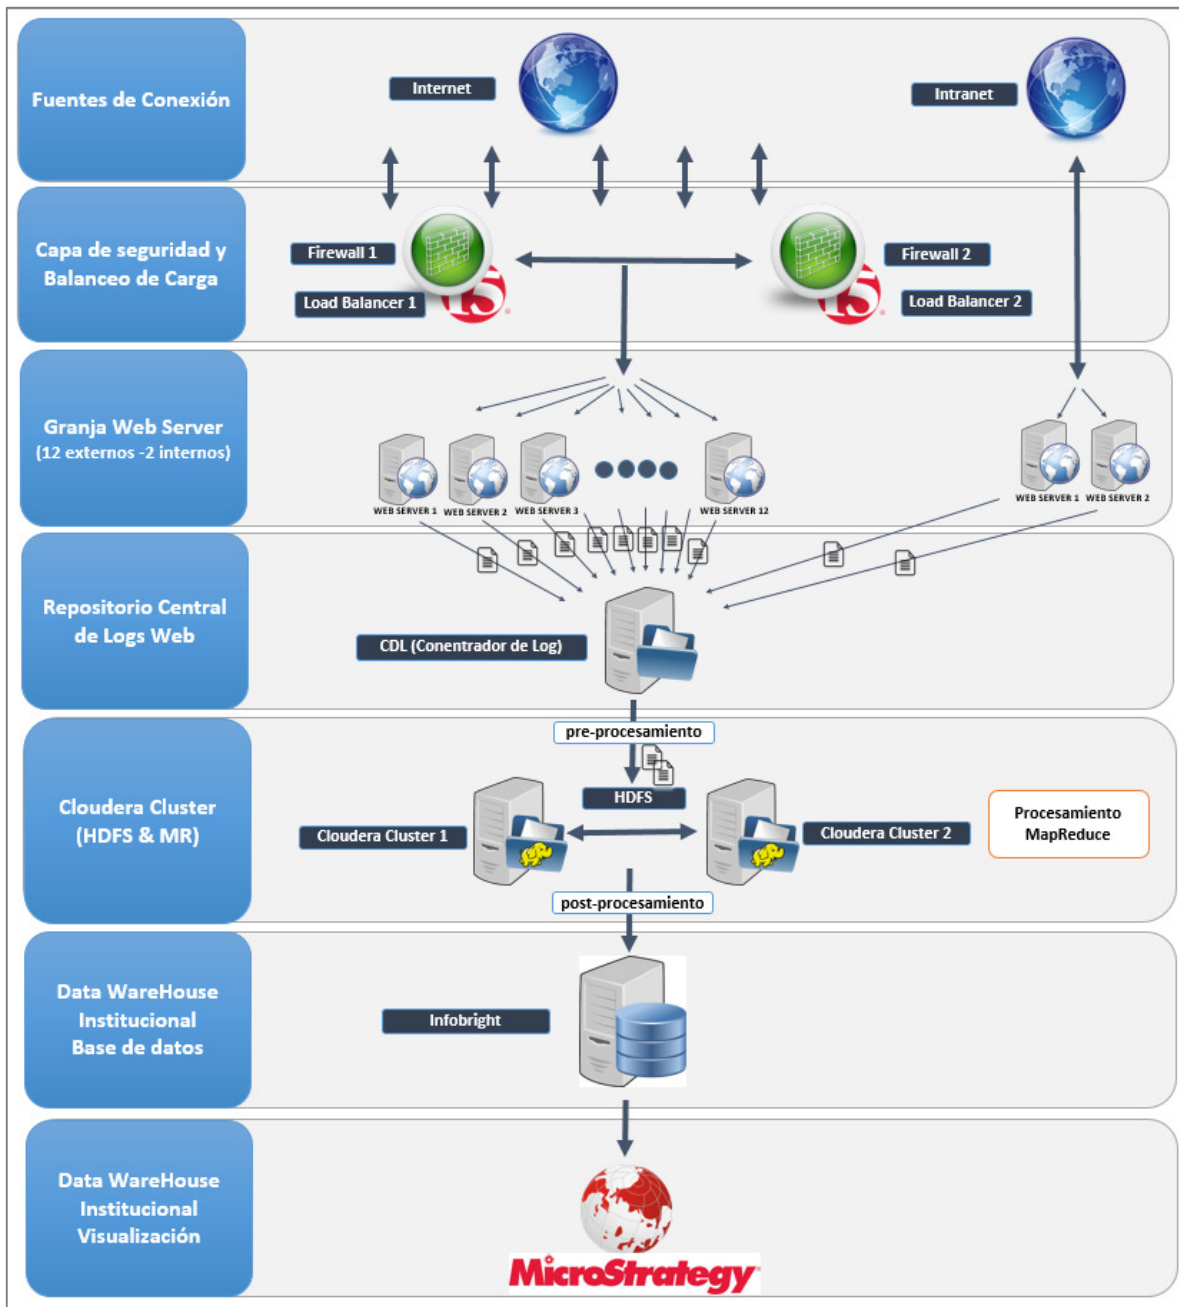 Fuentes de Conexión
Internet
Intranet
Capa de seguridad y
Balanceo de Carga
Firewall 1
Load Balancer 1
Firewall 2
Load Balancer 2
Granja Web Server
(12 externos -2 internos)
WEB SERVER 1
WEB SERVER 2
WEB SERVER 3
WEB SERVER 12
WEB SERVER 1
WEB SERVER 2
Repositorio Central
de Logs Web
CDL (Conentrador de Log)
pre-procesamiento
Cloudera Cluster
(HDFS & MR)
HDFS
Cloudera Cluster 1
Cloudera Cluster 2
Procesamiento
MapReduce
post-procesamiento
Data WareHouse
Institucional
Base de datos
Infobright
Data WareHouse
Institucional
Visualización
MicroStrategy